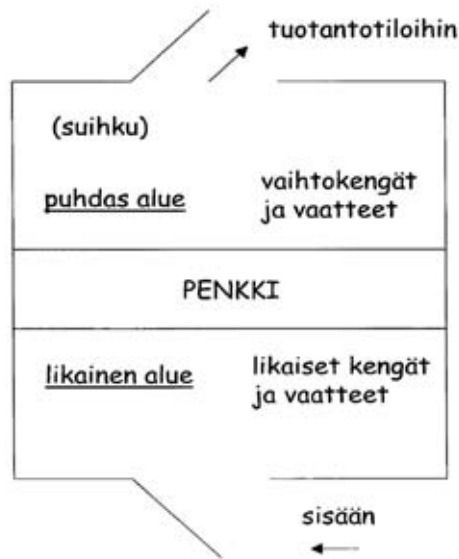 tuotantotiloihin
(suihku)
puhdas alue
vaihtokengät
ja vaatteet
PENKKI
likainen alue
likaiset kengät
ja vaatteet
sisään